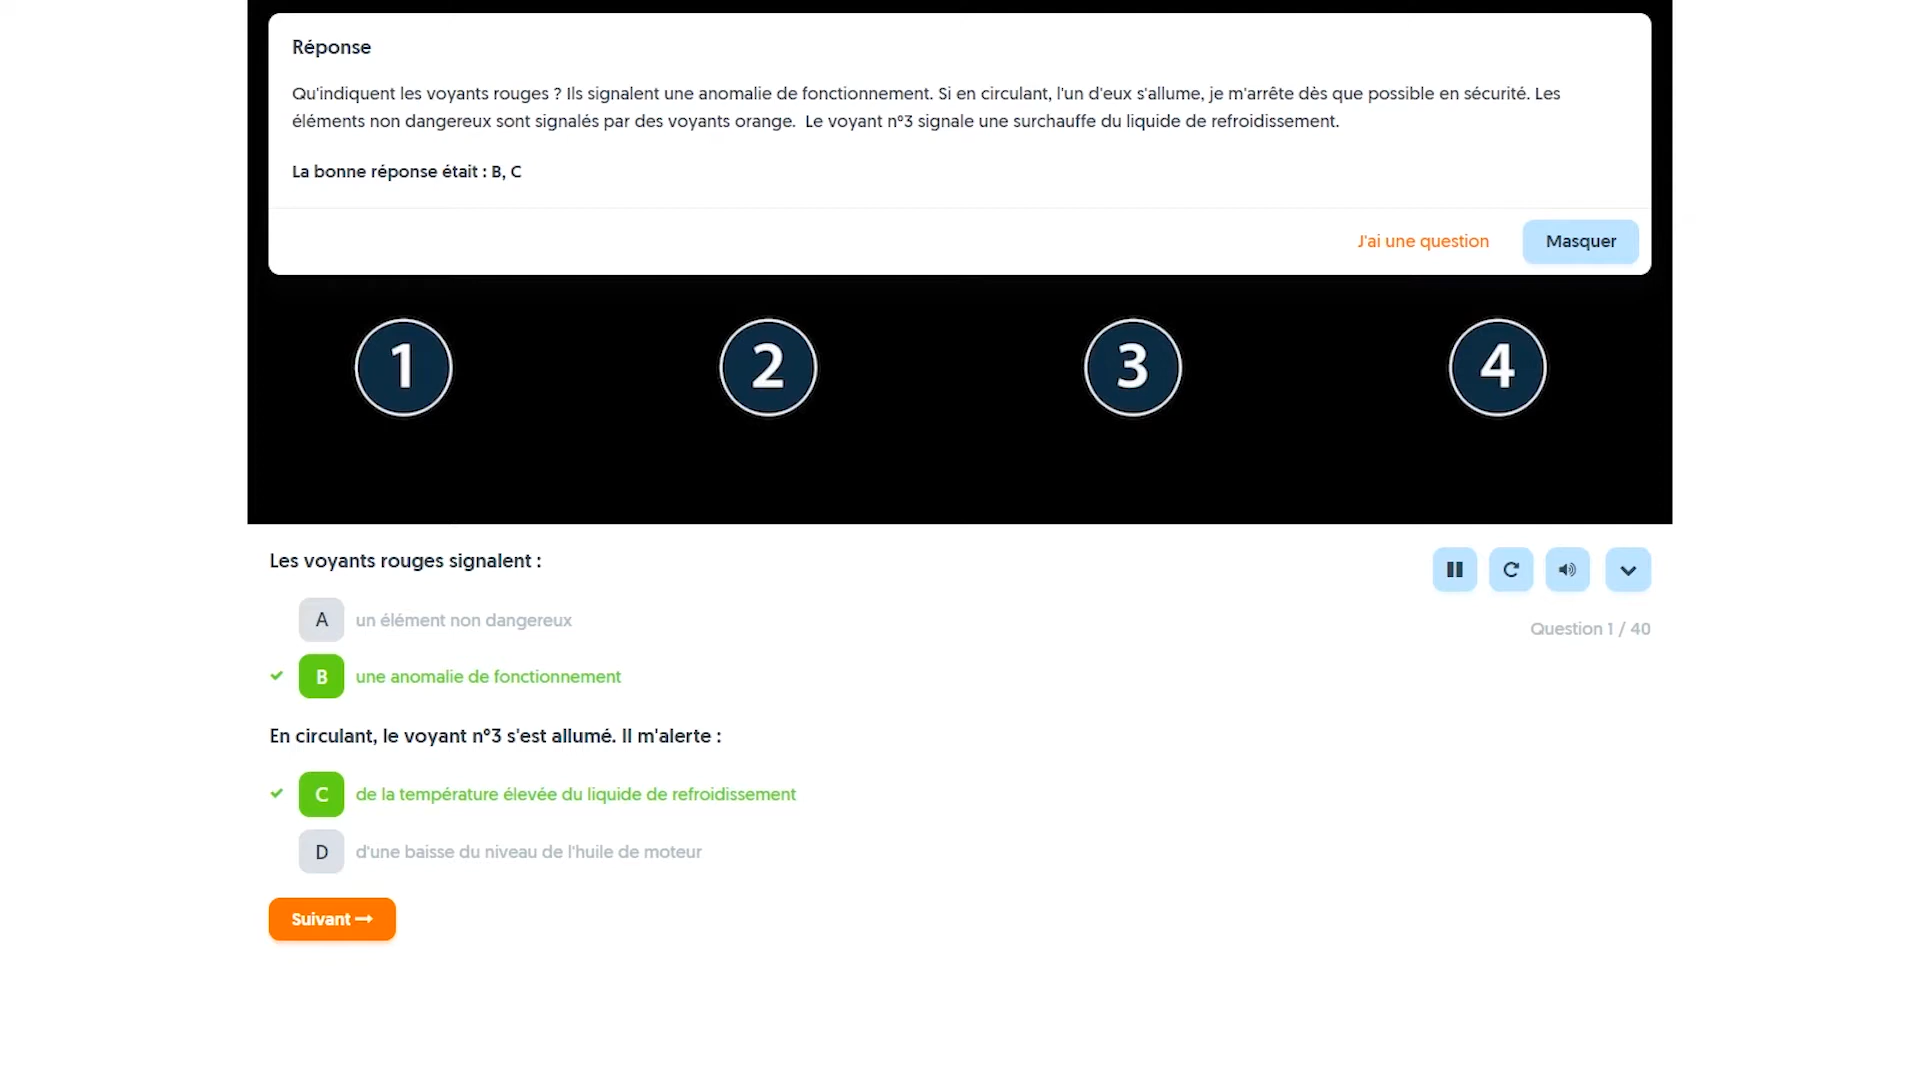 Réponse
Qu'indiquent les voyants rouges ? Ils signalent une anomalie de fonctionnement. Si en circulant, l'un d'eux s'allume, je m'arrête dès que possible en sécurité. Les
éléments non dangereux sont signalés par des voyants orange.  Le voyant n°3 signale une surchauffe du liquide de refroidissement.
La bonne réponse était : B, C
J'ai une question
Masquer
1
2
3
4
Les voyants rouges signalent :
A un élément non dangereux
Question 1 / 40
B une anomalie de fonctionnement
En circulant, le voyant n°3 s'est allumé. Il m'alerte :
C de la température élevée du liquide de refroidissement
D d'une baisse du niveau de l'huile de moteur
Suivant →